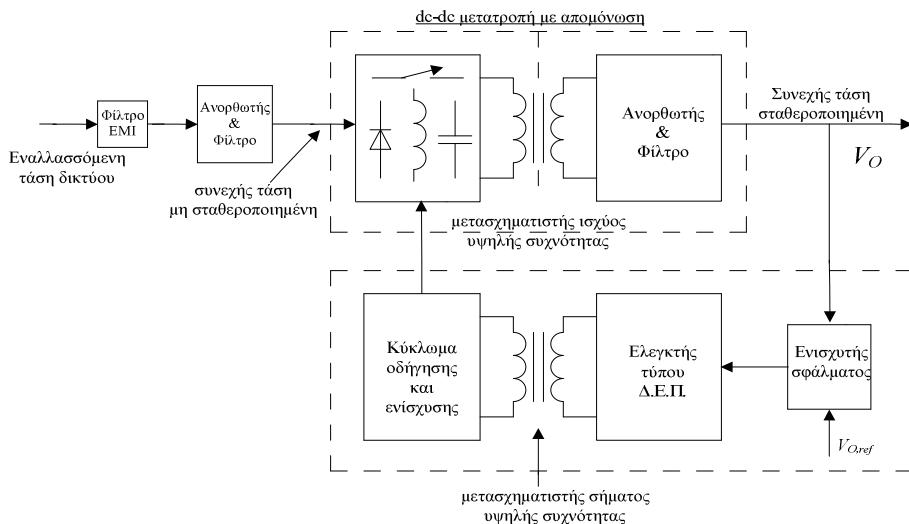 dc-dc μετατροπή με απομόνωση
Φίλτρο
EMI
Ανορθωτής
&
Φίλτρο
Ανορθωτής
&
Φίλτρο
Συνεχής τάση
σταθεροποιημένη
V_O
Εναλλασσόμενη
τάση δικτύου
συνεχής τάση
μη σταθεροποιημένη
μετασχηματιστής ισχύος
υψηλής συχνότητας
Κύκλωμα
οδήγησης
και
ενίσχυσης
Ελεγκτής
τύπου
Δ.Ε.Π.
Ενισχυτής
σφάλματος
V_{O,ref}
μετασχηματιστής σήματος
υψηλής συχνότητας